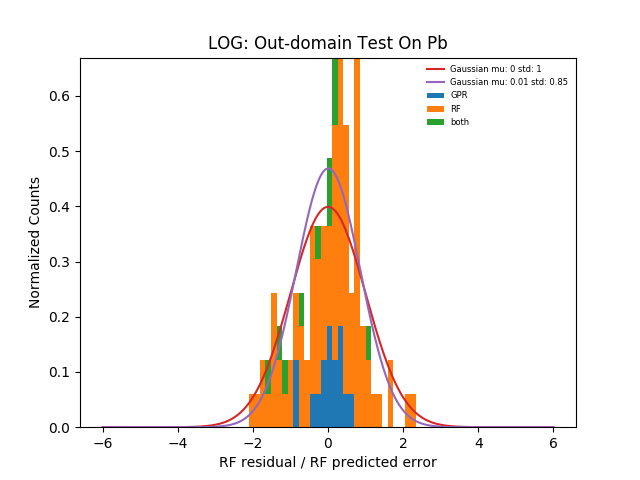 LOG: Out-domain Test On Pb
Gaussian mu: 0 std: 1
Gaussian mu: 0.01 std: 0.85
GPR
RF
both
Normalized Counts
0.6
0.5
0.4
0.3
0.2
0.1
0.0
−6 −4 −2 0 2 4 6
RF residual / RF predicted error